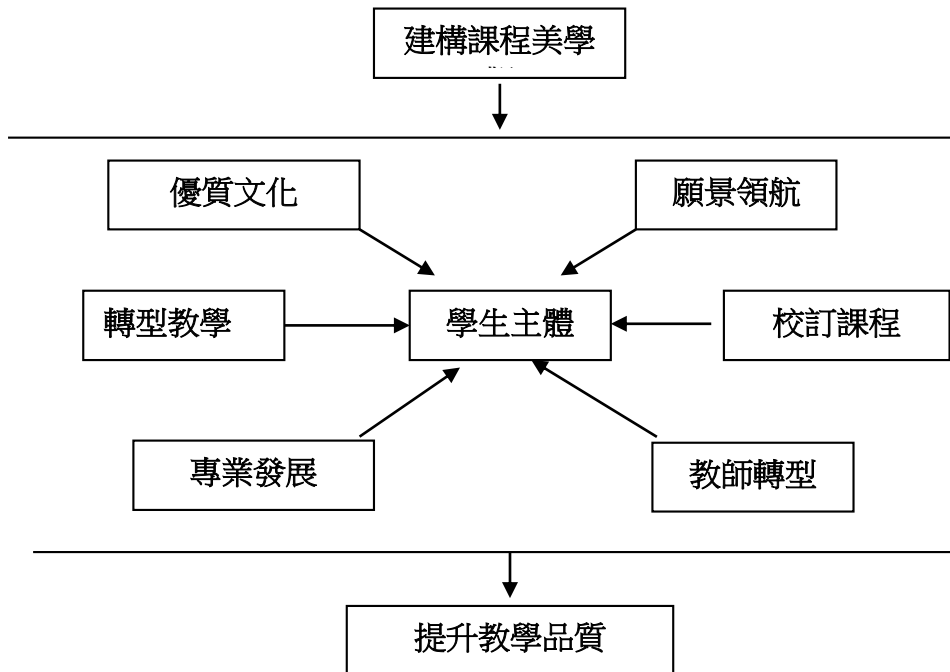 建構課程美學
優質文化
願景領航
轉型教學
學生主體
校訂課程
專業發展
教師轉型
提升教學品質